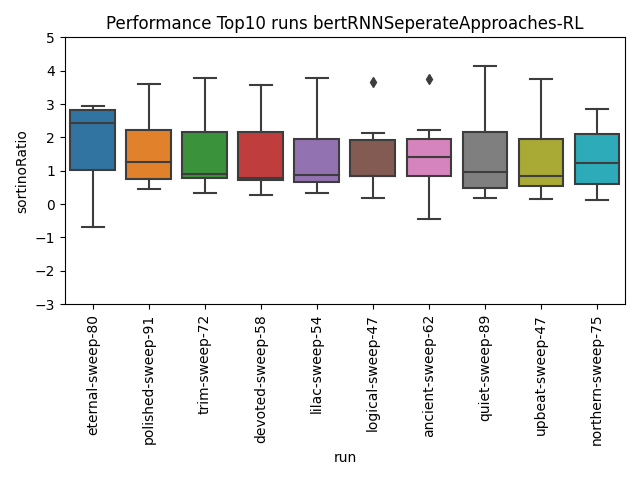 Performance Top10 runs bertRNNSeperateApproaches-RL
sortinoRatio
5
4
3
2
1
0
−1
−2
−3
eternal-sweep-80
polished-sweep-91
trim-sweep-72
devoted-sweep-58
lilac-sweep-54
logical-sweep-47
ancient-sweep-62
quiet-sweep-89
upbeat-sweep-47
northern-sweep-75
run